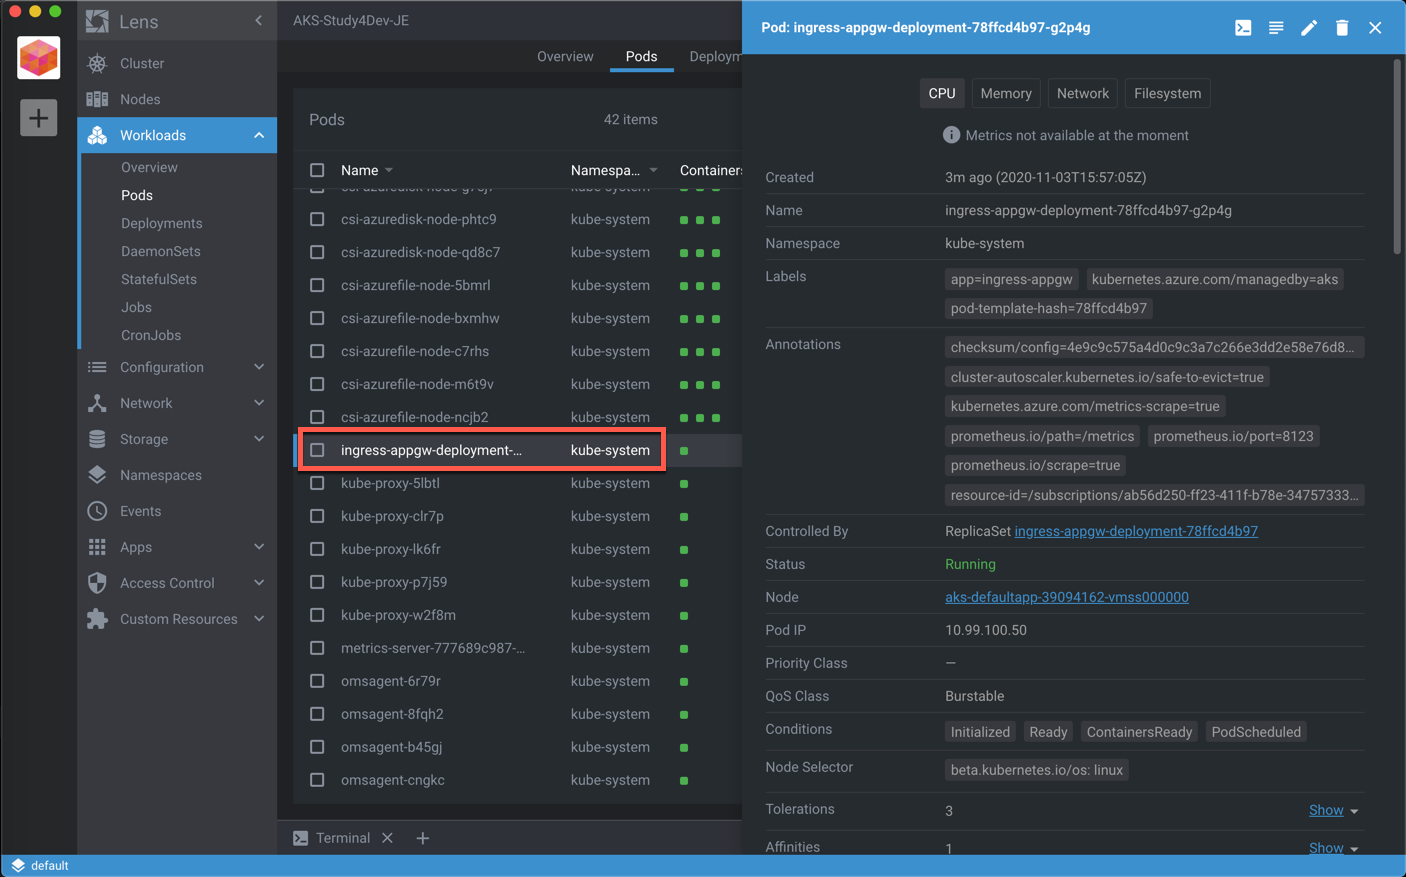 Lens
Cluster
Nodes
Workloads
Overview
Pods
Deployments
DaemonSets
StatefulSets
Jobs
CronJobs
Configuration
Network
Storage
Namespaces
Events
Apps
Access Control
Custom Resources
AKS-Study4Dev-JE
Overview Pods Deploym
Pods 42 items
Name Namespa... Containers
kube-system
csi-azuredisk-node-phtc9 kube-system
csi-azuredisk-node-qd8c7 kube-system
csi-azurefile-node-5bmrl kube-system
csi-azurefile-node-bxmhw kube-system
csi-azurefile-node-c7rhs kube-system
csi-azurefile-node-m6t9v kube-system
csi-azurefile-node-ncjb2 kube-system
ingress-appgw-deployment-... kube-system
kube-proxy-5lbtl kube-system
kube-proxy-clr7p kube-system
kube-proxy-lk6fr kube-system
kube-proxy-p7j59 kube-system
kube-proxy-w2f8m kube-system
metrics-server-777689c987-... kube-system
omsagent-6r79r kube-system
omsagent-8fqh2 kube-system
omsagent-b45gj kube-system
omsagent-cngkc kube-system
Terminal
Pod: ingress-appgw-deployment-78ffcd4b97-g2p4g
CPU Memory Network Filesystem
Metrics not available at the moment
Created 3m ago (2020-11-03T15:57:05Z)
Name ingress-appgw-deployment-78ffcd4b97-g2p4g
Namespace kube-system
Labels app=ingress-appgw kubernetes.azure.com/managedby=aks
pod-template-hash=78ffcd4b97
Annotations checksum/config=4e9c9c575a4d0c9c3a7c266e3dd2e58e76d8...
cluster-autoscaler.kubernetes.io/safe-to-evict=true
kubernetes.azure.com/metrics-scrape=true
prometheus.io/path=/metrics prometheus.io/port=8123
prometheus.io/scrape=true
resource-id=/subscriptions/ab56d250-ff23-411f-b78e-34757333...
Controlled By ReplicaSet ingress-appgw-deployment-78ffcd4b97
Status Running
Node aks-defaultapp-39094162-vmss000000
Pod IP 10.99.100.50
Priority Class —
QoS Class Burstable
Conditions Initialized Ready ContainersReady PodScheduled
Node Selector beta.kubernetes.io/os: linux
Tolerations 3 Show
Affinities 1 Show
default